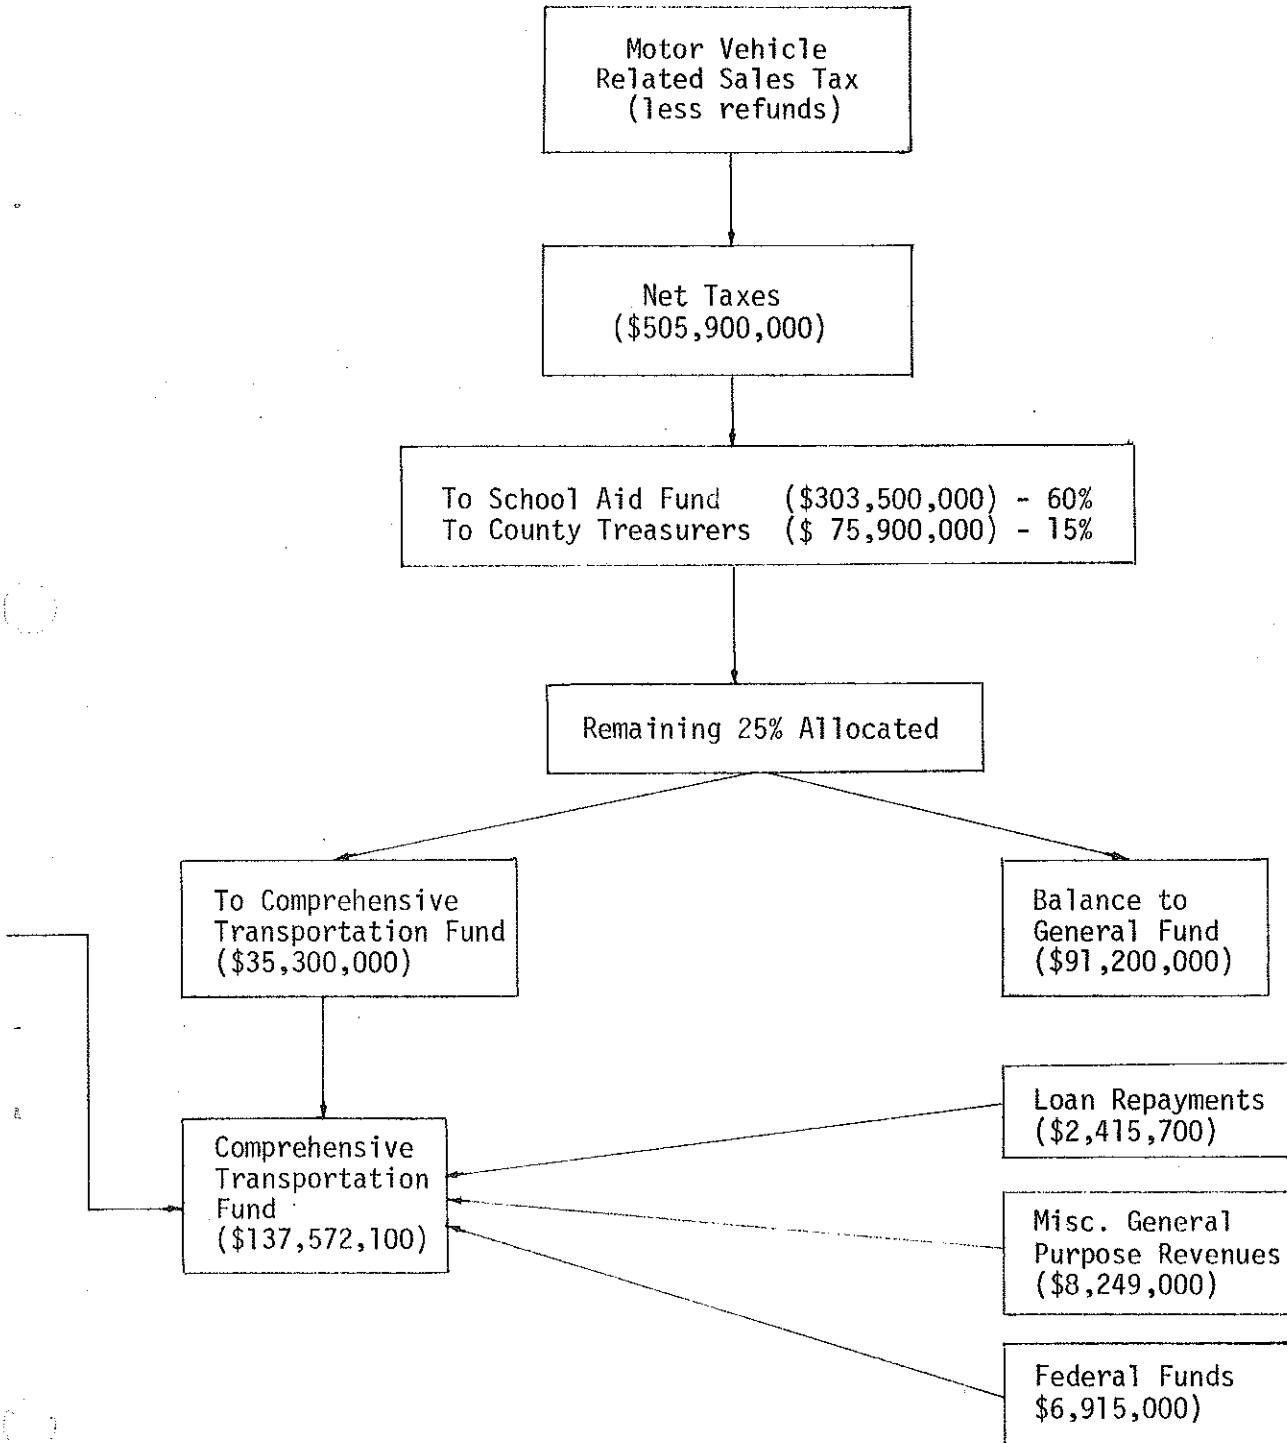 Motor Vehicle
Related Sales Tax
(less refunds)
Net Taxes
($505,900,000)
To School Aid Fund ($303,500,000) - 60%
To County Treasurers ($ 75,900,000) - 15%
Remaining 25% Allocated
To Comprehensive
Transportation Fund
($35,300,000)
Balance to
General Fund
($91,200,000)
Comprehensive
Transportation
Fund
($137,572,100)
Loan Repayments
($2,415,700)
Misc. General
Purpose Revenues
($8,249,000)
Federal Funds
$6,915,000)